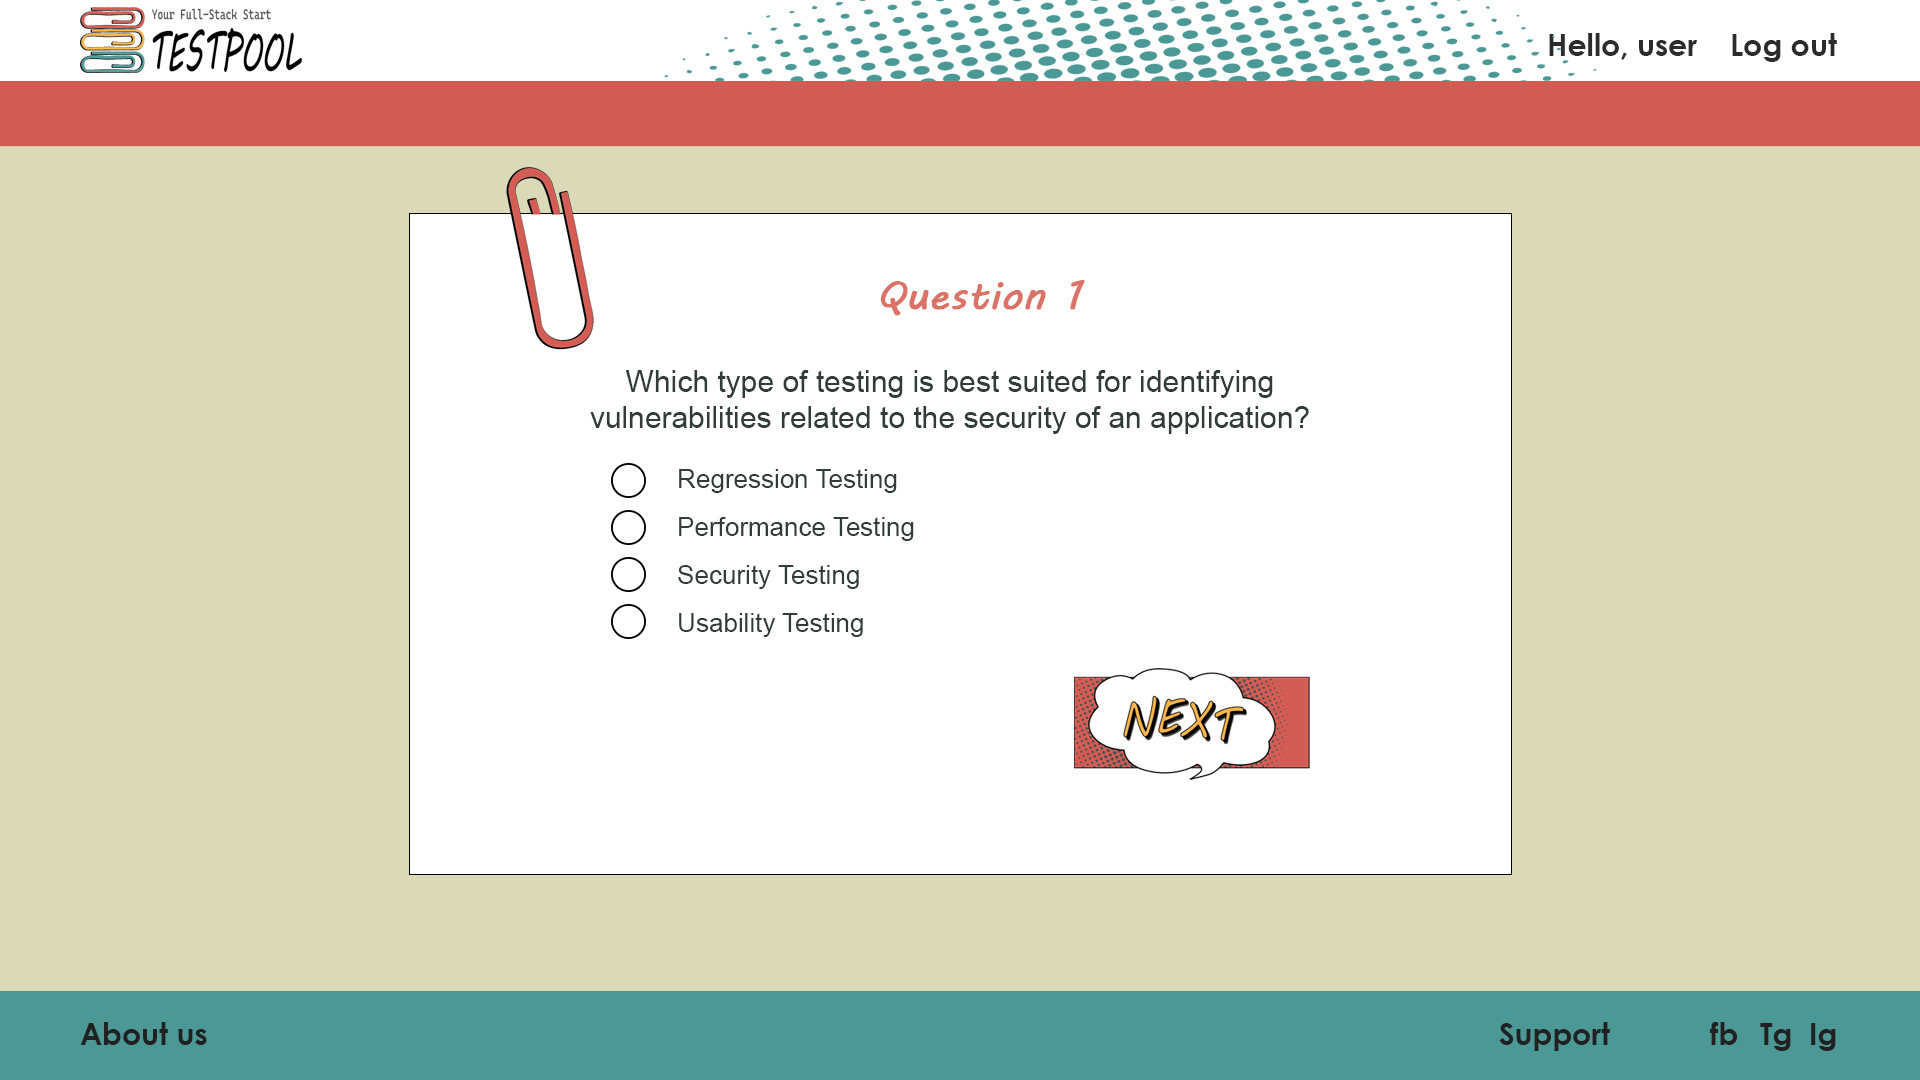 Your Full-Stack Start
TESTPOOL
Hello, user
Log out
Question 1
Which type of testing is best suited for identifying
vulnerabilities related to the security of an application?
Regression Testing
Performance Testing
Security Testing
Usability Testing
NEXT
About us
Support
fb
Tg
Ig